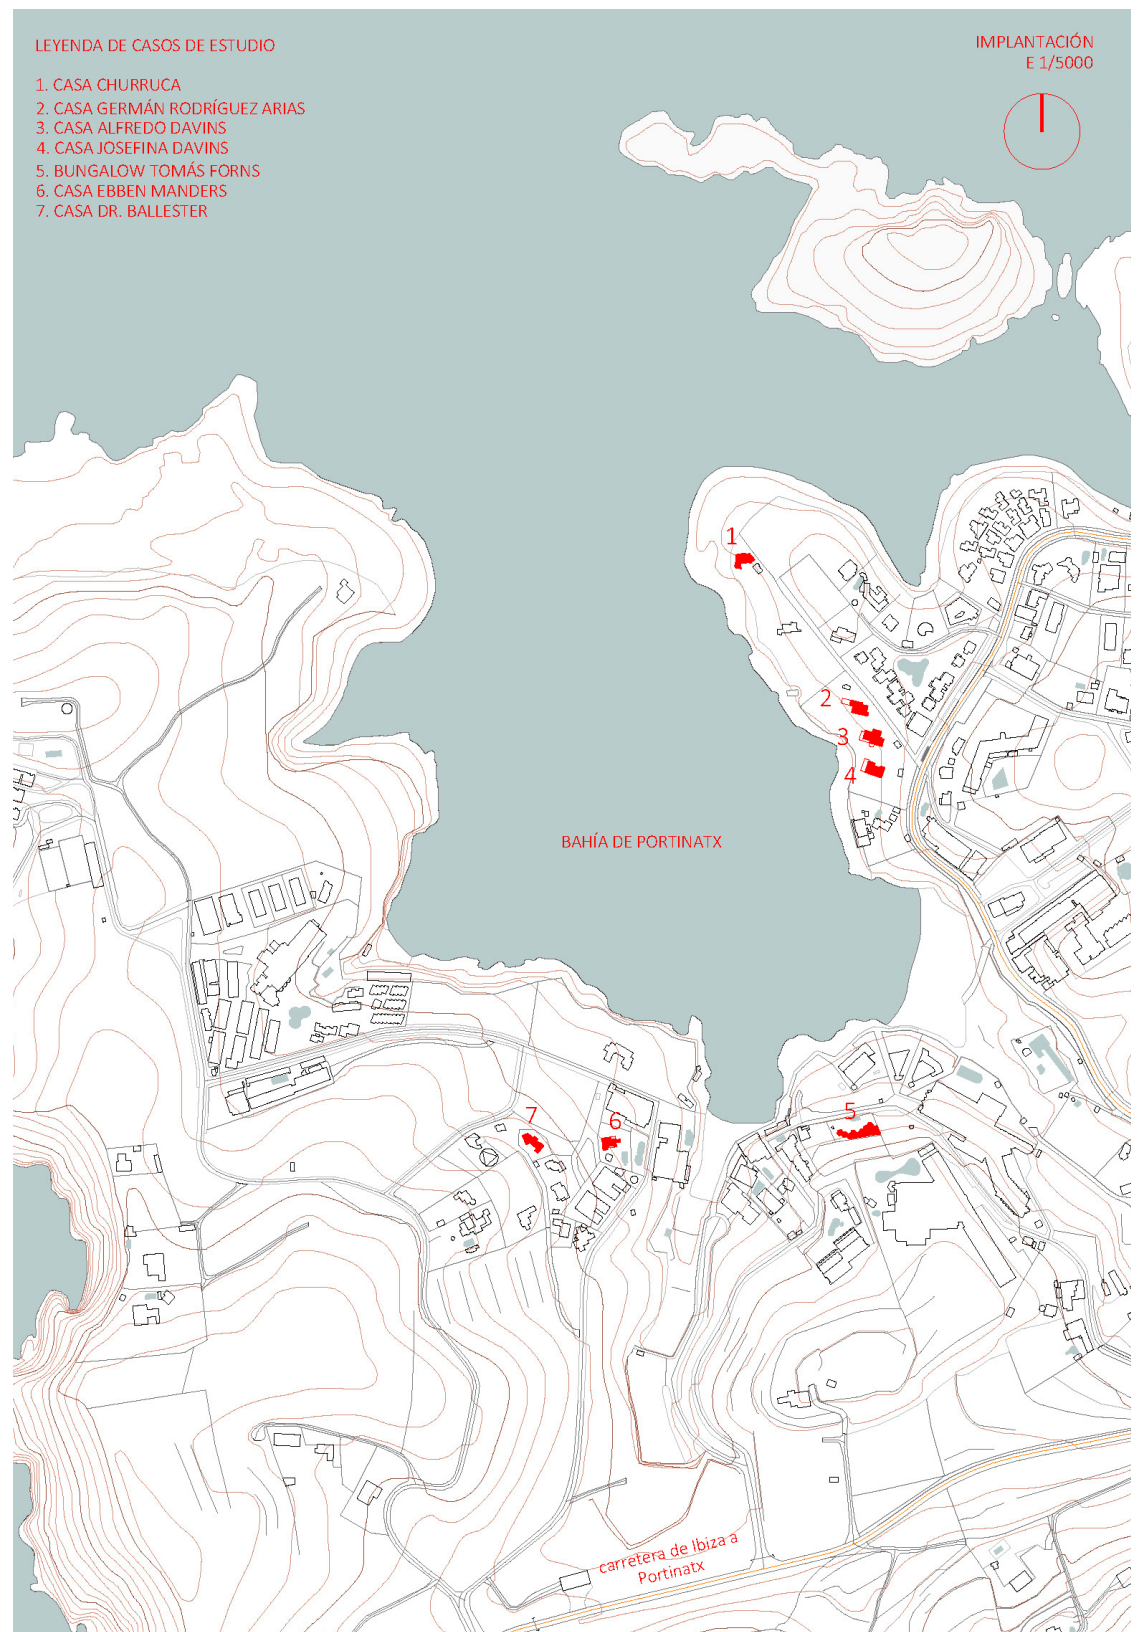 LEYENDA DE CASOS DE ESTUDIO
1. CASA CHURRUCA
2. CASA GERMÁN RODRÍGUEZ ARIAS
3. CASA ALFREDO DAVINS
4. CASA JOSEFINA DAVINS
5. BUNGALOW TOMÁS FORNS
6. CASA EBBEN MANDERS
7. CASA DR. BALLESTER
IMPLANTACIÓN
E 1/5000
1
2
3
4
BAHÍA DE PORTINATX
5
7
6
carretera de Ibiza a
Portinatx